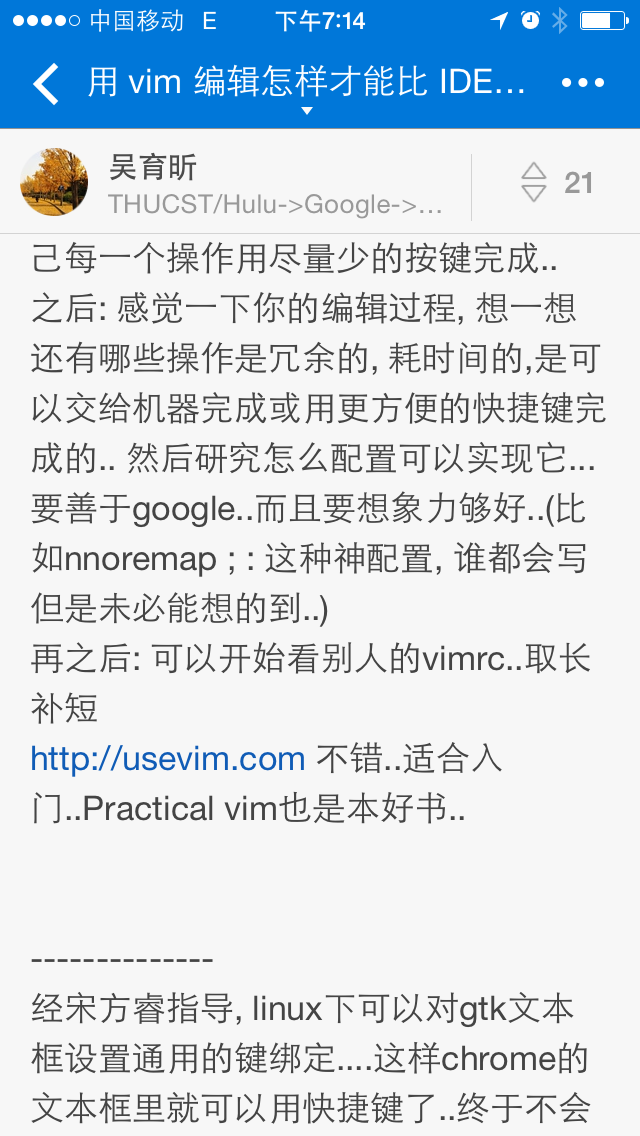 中国移动 E 下午7:14
用 vim 编辑怎样才能比 IDE...
吴育昕
THUCST/Hulu->Google->...
21
己每一个操作用尽量少的按键完成..
之后: 感觉一下你的编辑过程, 想一想
还有哪些操作是冗余的, 耗时间的,是可
以交给机器完成或用更方便的快捷键完
成的.. 然后研究怎么配置可以实现它...
要善于google..而且要想象力够好..(比
如nnoremap ; : 这种神配置, 谁都会写
但是未必能想的到..)
再之后: 可以开始看别人的vimrc..取长
补短
http://usevim.com 不错..适合入
门..Practical vim也是本好书..
--------------
经宋方睿指导, linux下可以对gtk文本
框设置通用的键绑定....这样chrome的
文本框里就可以用快捷键了..终于不会